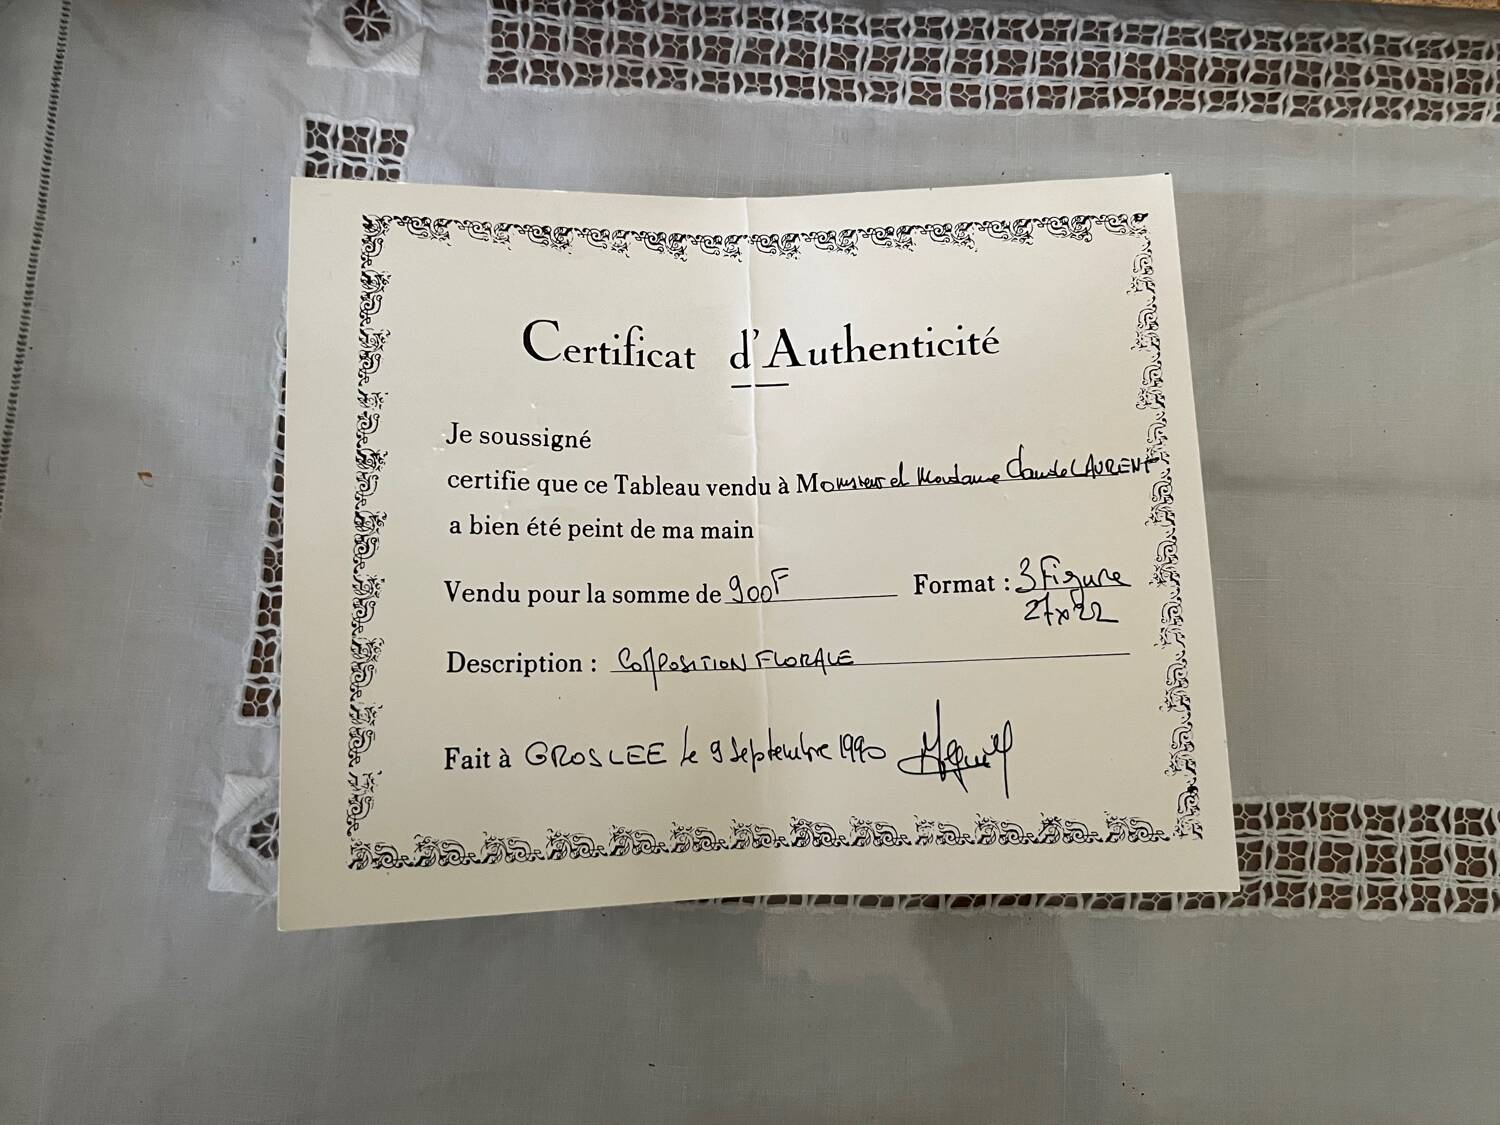 Certificat d'Authenticité
Je soussigné
certifie que ce Tableau vendu à Monsieur et Madame Claude LAURENT
a bien été peint de ma main
Vendu pour la somme de 900F Format : 3 Figure
27x22
Description : COMPOSITION FLORALE
Fait à GROSLEE le 9 Septembre 1990